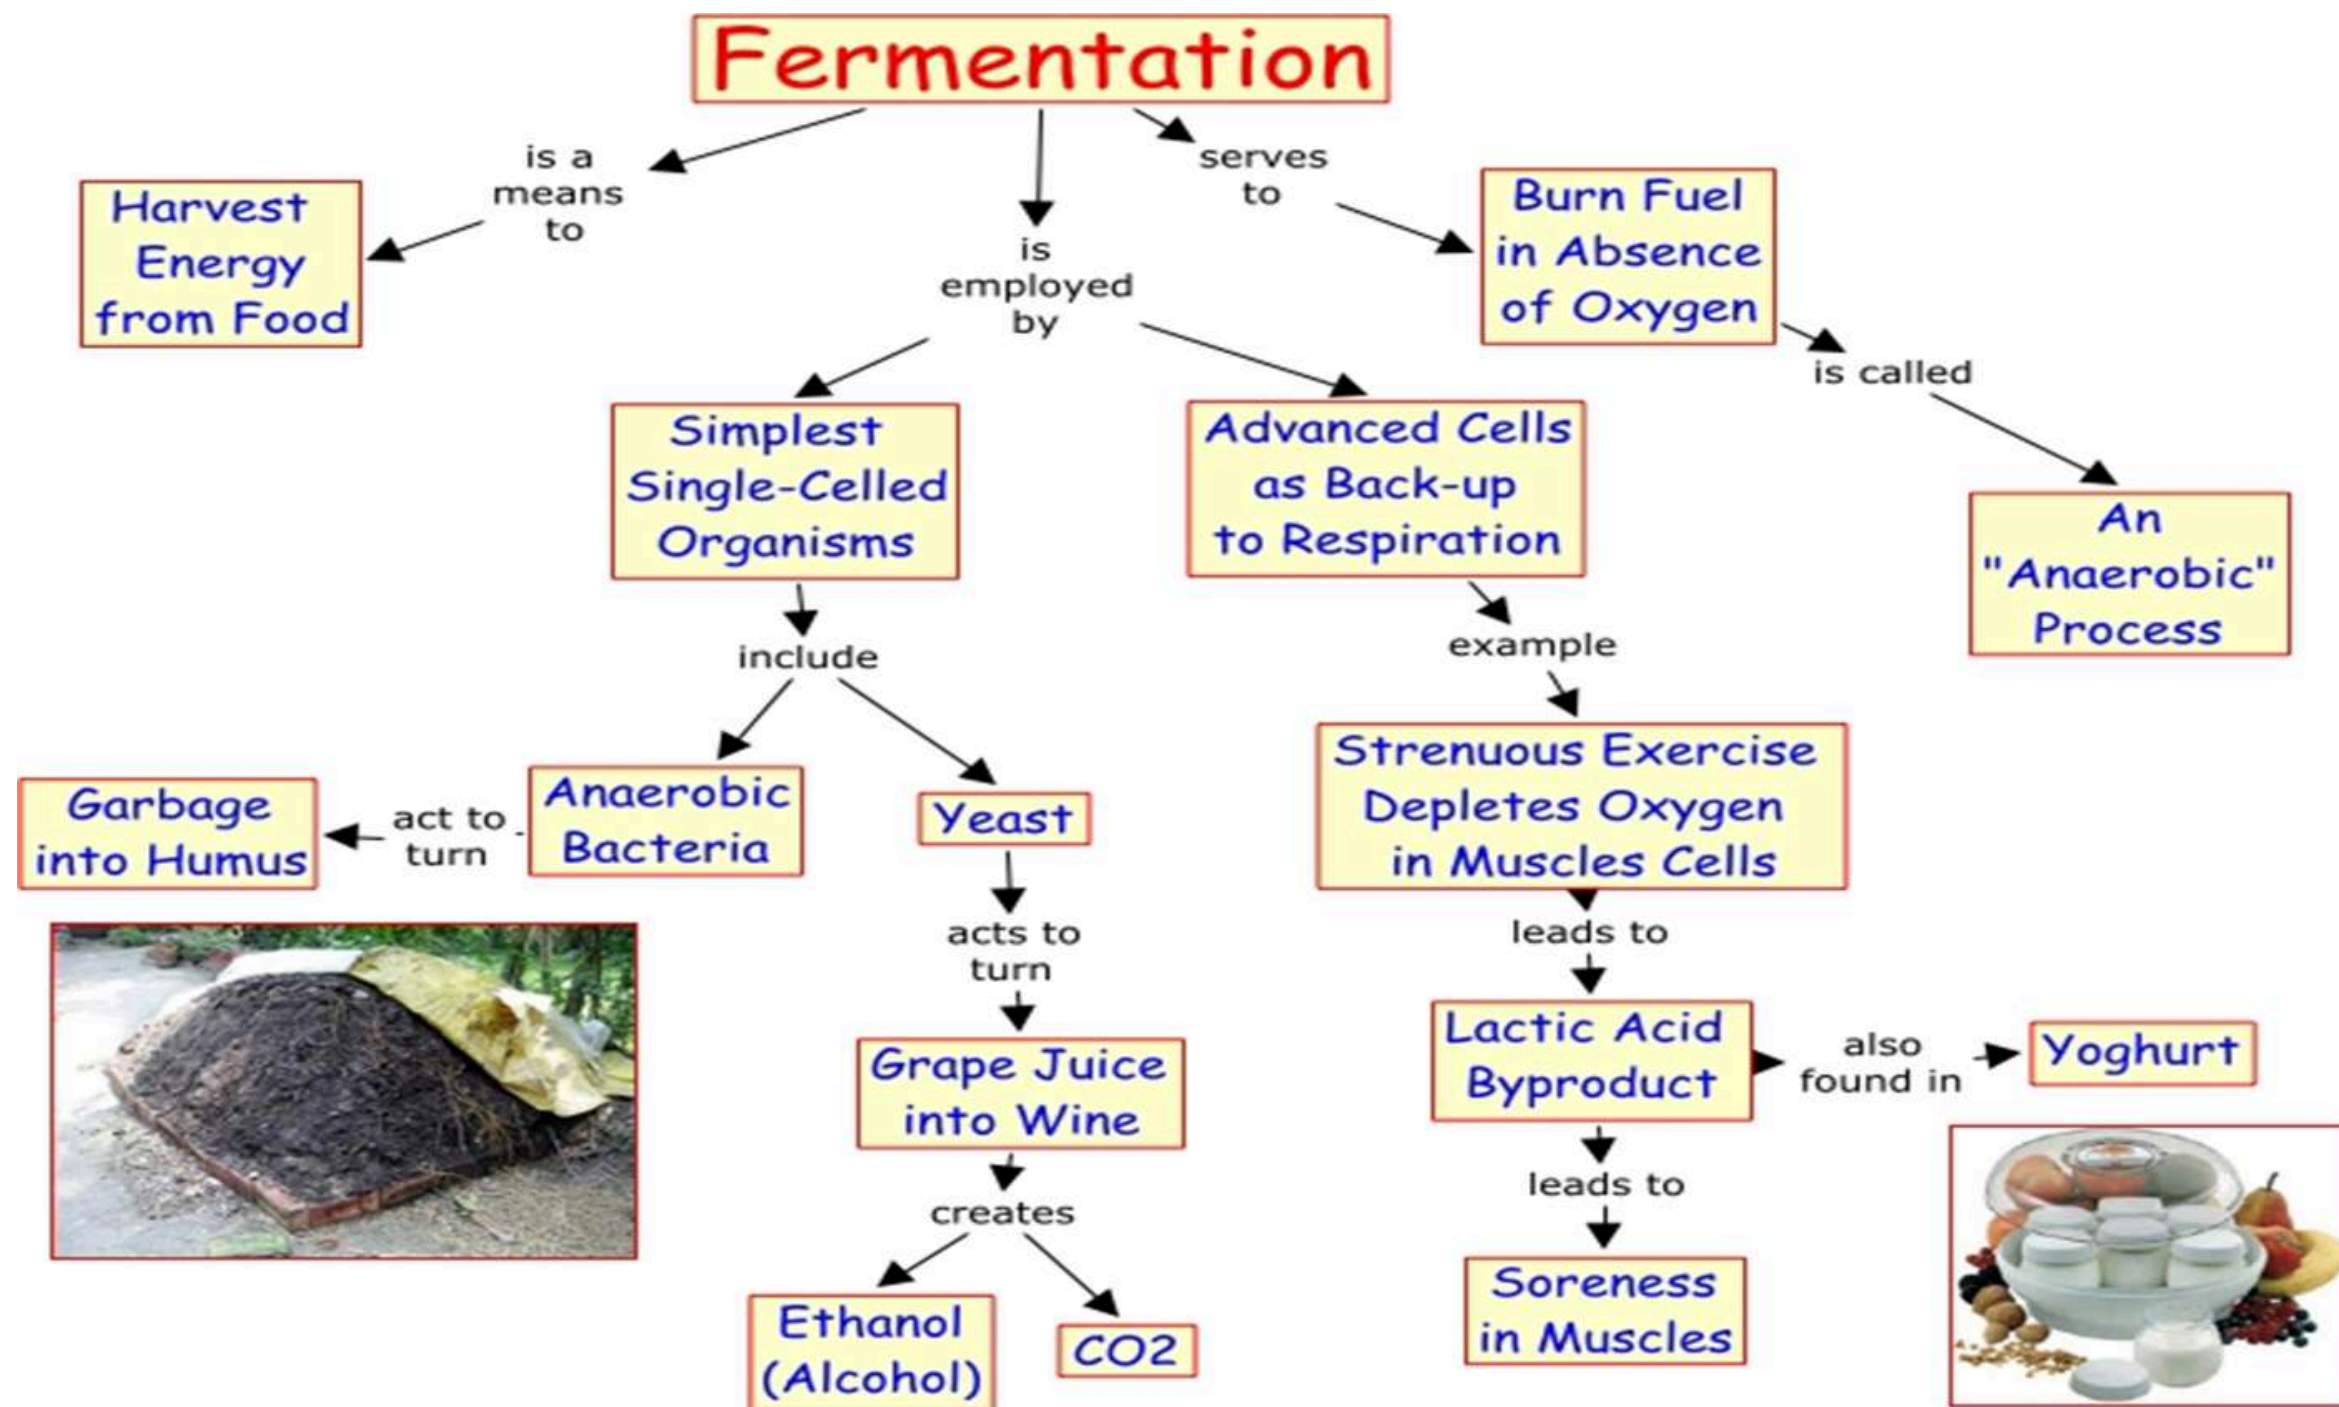 Fermentation
is a
means
to
Harvest
Energy
from Food
is
employed
by
serves
to
Burn Fuel
in Absence
of Oxygen
is called
An
"Anaerobic"
Process
Simplest
Single-Celled
Organisms
Advanced Cells
as Back-up
to Respiration
include
example
Anaerobic
Bacteria
act to
turn
Garbage
into Humus
Yeast
acts to
turn
Grape Juice
into Wine
creates
Ethanol
(Alcohol)
CO2
Strenuous Exercise
Depletes Oxygen
in Muscles Cells
leads to
Lactic Acid
Byproduct
also
found in
Yoghurt
leads to
Soreness
in Muscles